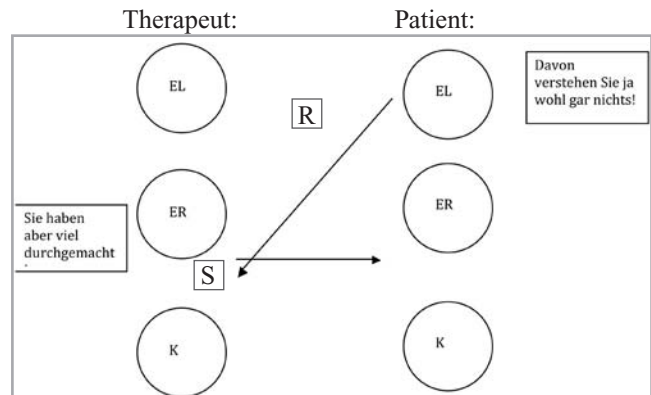 Therapeut: Patient:
EL
EL
Davon
verstehen Sie ja
wohl gar nichts!
R
ER
ER
Sie haben
aber viel
durchgemacht
.
S
K
K